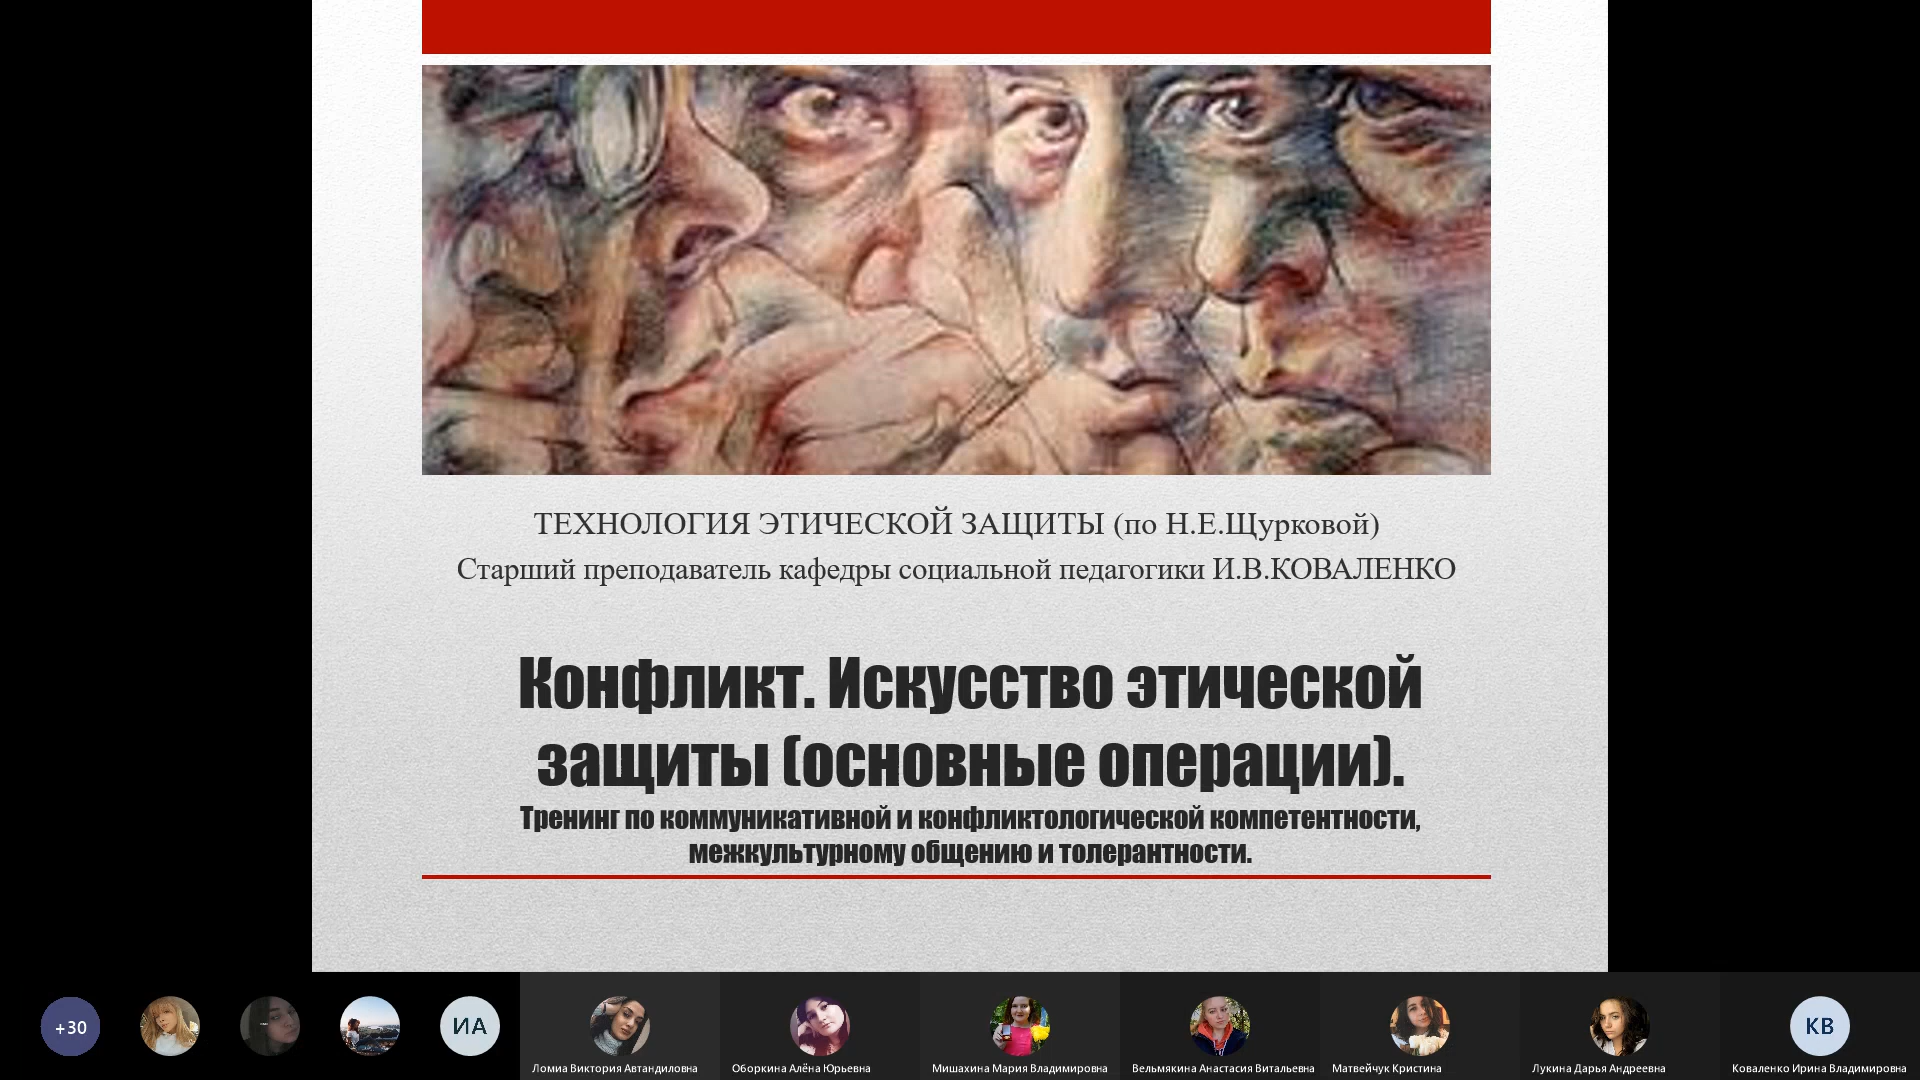 ТЕХНОЛОГИЯ ЭТИЧЕСКОЙ ЗАЩИТЫ (по Н.Е.Щурковой)
Старший преподаватель кафедры социальной педагогики И.В.КОВАЛЕНКО
Конфликт. Искусство этической
защиты (основные операции).
Тренинг по коммуникативной и конфликтологической компетентности,
межкультурному общению и толерантности.
+30
ИА
КВ
Ломиа Виктория Автандиловна
Оборкина Алёна Юрьевна
Мишахина Мария Владимировна
Вельмякина Анастасия Витальевна
Матвейчук Кристина
Лукина Дарья Андреевна
Коваленко Ирина Владимировна